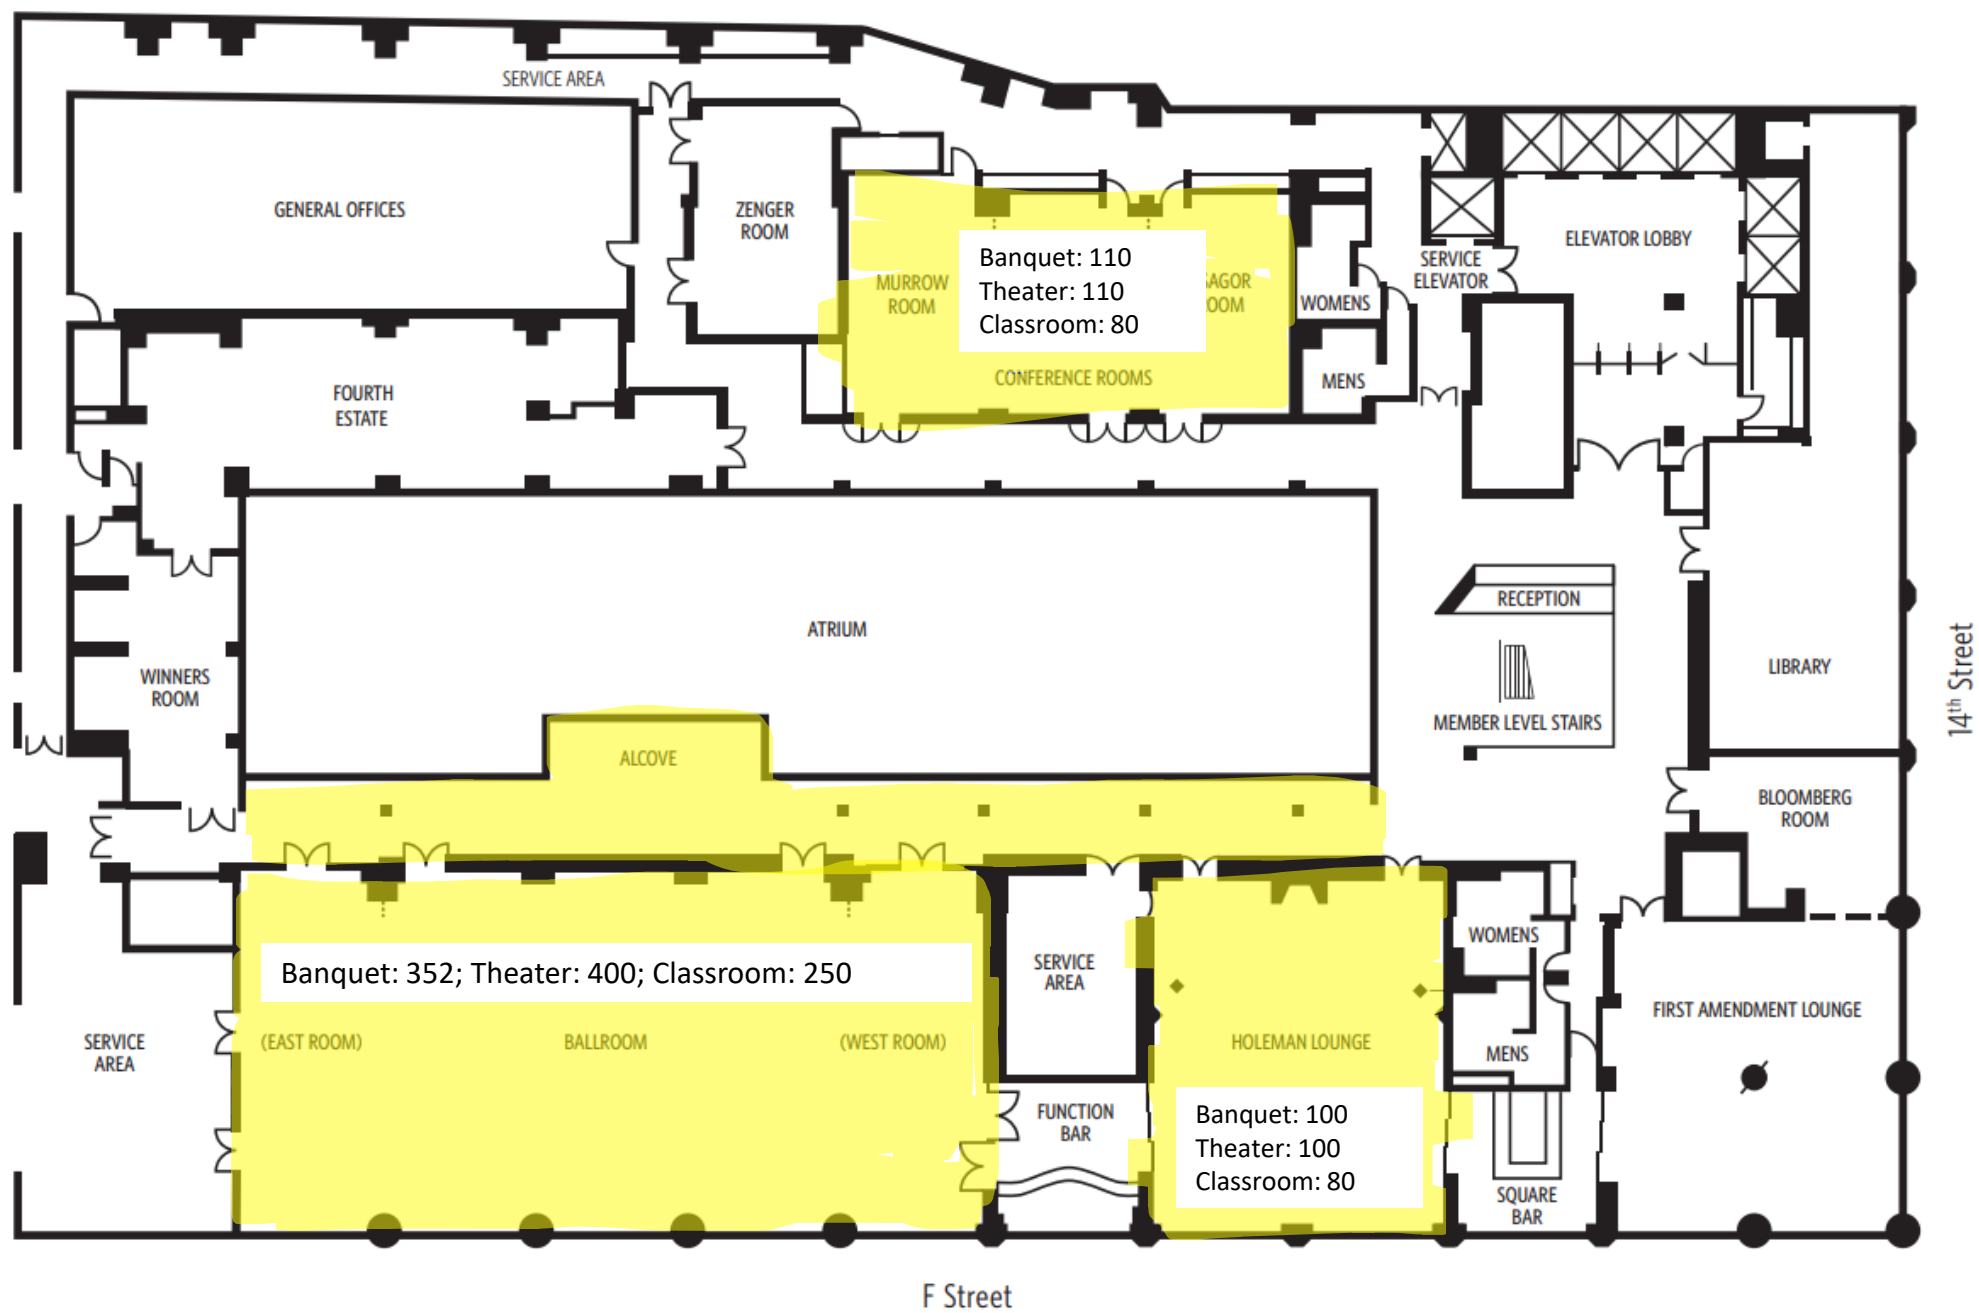 SERVICE AREA
GENERAL OFFICES
ZENGER
ROOM
MURROW
ROOM
Banquet: 110
Theater: 110
Classroom: 80
SAGOR
OOM
CONFERENCE ROOMS
WOMENS
MENS
SERVICE
ELEVATOR
ELEVATOR LOBBY
FOURTH
ESTATE
ATRIUM
RECEPTION
MEMBER LEVEL STAIRS
LIBRARY
14th Street
WINNERS
ROOM
ALCOVE
BLOOMBERG
ROOM
Banquet: 352; Theater: 400; Classroom: 250
SERVICE
AREA
(EAST ROOM)
BALLROOM
(WEST ROOM)
SERVICE
AREA
FUNCTION
BAR
HOLEMAN LOUNGE
Banquet: 100
Theater: 100
Classroom: 80
WOMENS
MENS
SQUARE
BAR
FIRST AMENDMENT LOUNGE
F Street